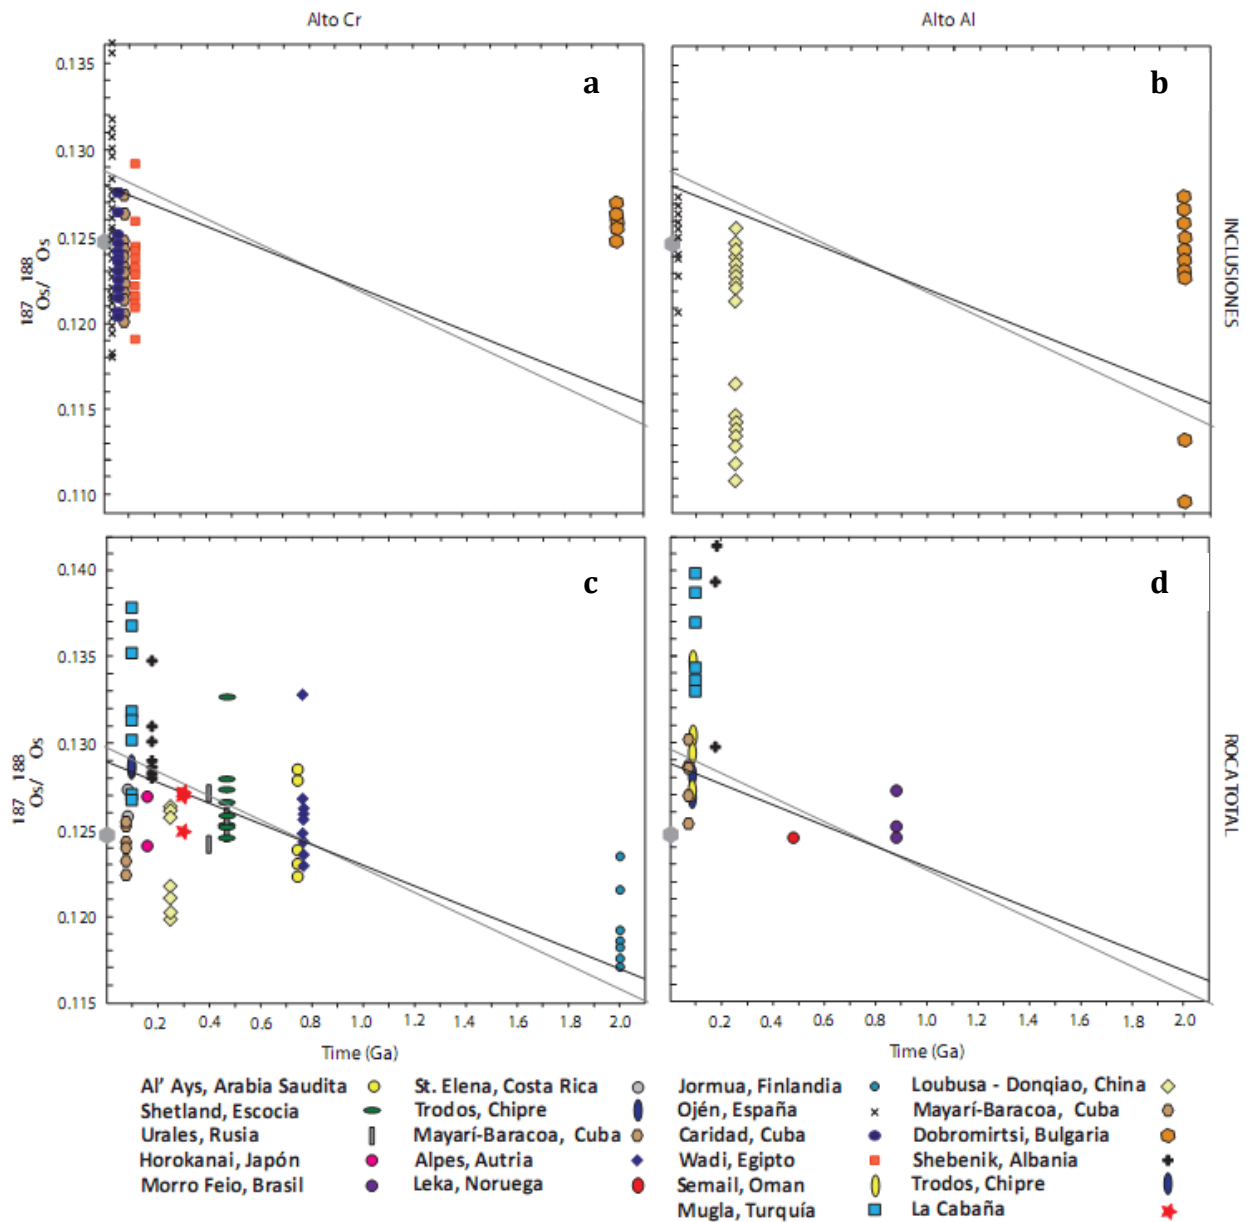 Alto Cr
Alto Al
a
b
0.135
0.130
0.125
0.120
0.115
0.110
187Os/188Os
INCLUSIONES
c
d
0.140
0.135
0.130
0.125
0.120
0.115
187Os/188Os
ROCA TOTAL
0.2 0.4 0.6 0.8 1.0 1.2 1.4 1.6 1.8 2.0
0.2 0.4 0.6 0.8 1.0 1.2 1.4 1.6 1.8 2.0
Time (Ga)
Time (Ga)
Al' Ays, Arabia Saudita St. Elena, Costa Rica Jormua, Finlandia Loubusa - Donqiao, China
Shetland, Escocia Trodos, Chipre Ojén, España Mayarí-Baracoa, Cuba
Urales, Rusia Mayarí-Baracoa, Cuba Caridad, Cuba Dobromirtsi, Bulgaria
Horokanai, Japón Alpes, Autria Wadi, Egipto Shebenik, Albania
Morro Feio, Brasil Leka, Noruega Semail, Oman Trodos, Chipre
Mugla, Turquía La Cabaña